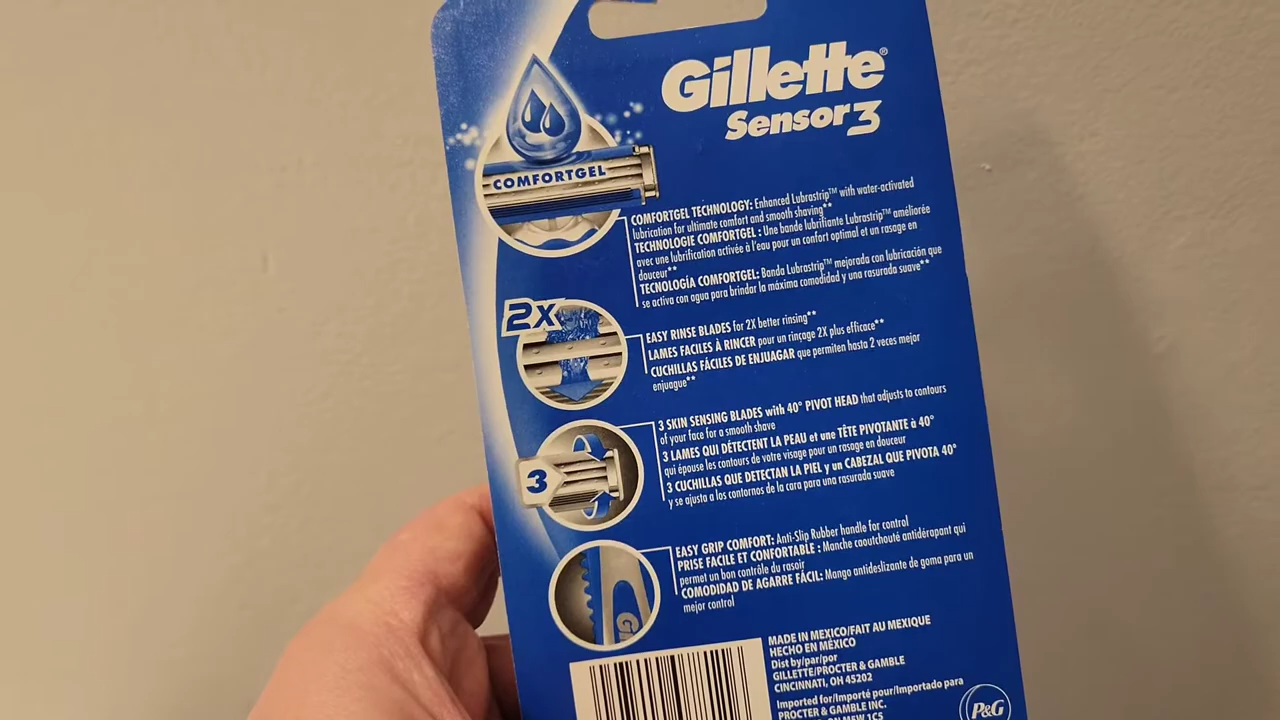 Gillette®
Sensor3
COMFORTGEL
COMFORTGEL TECHNOLOGY: Enhanced Lubrastrip™ with water-activated
lubrication for ultimate comfort and smooth shaving**
TECHNOLOGIE COMFORTGEL : Une bande lubrifiante Lubrastrip™ améliorée
avec une lubrification activée à l'eau pour un confort optimal et un rasage en
douceur**
TECNOLOGÍA COMFORTGEL: Banda Lubrastrip™ mejorada con lubricación que
se activa con agua para brindar la máxima comodidad y una rasurada suave**
2X
EASY RINSE BLADES for 2X better rinsing**
LAMES FACILES À RINCER pour un rinçage 2X plus efficace**
CUCHILLAS FÁCILES DE ENJUAGAR que permiten hasta 2 veces mejor
enjuague**
3
3 SKIN SENSING BLADES with 40° PIVOT HEAD that adjusts to contours
of your face for a smooth shave
3 LAMES QUI DÉTECTENT LA PEAU et une TÊTE PIVOTANTE à 40°
qui épouse les contours de votre visage pour un rasage en douceur
3 CUCHILLAS QUE DETECTAN LA PIEL y un CABEZAL QUE PIVOTA 40°
y se ajusta a los contornos de la cara para una rasurada suave
EASY GRIP COMFORT: Anti-Slip Rubber handle for control
PRISE FACILE ET CONFORTABLE : Manche caoutchouté antidérapant qui
permet un bon contrôle du rasoir
COMODIDAD DE AGARRE FÁCIL: Mango antideslizante de goma para un
mejor control
MADE IN MEXICO/FAIT AU MEXIQUE
HECHO EN MÉXICO
Dist by/par/por
GILLETTE/PROCTER & GAMBLE
CINCINNATI, OH 45202
Imported for/Importé pour/Importado para
PROCTER & GAMBLE INC.
ON M5W 1C5
P&G